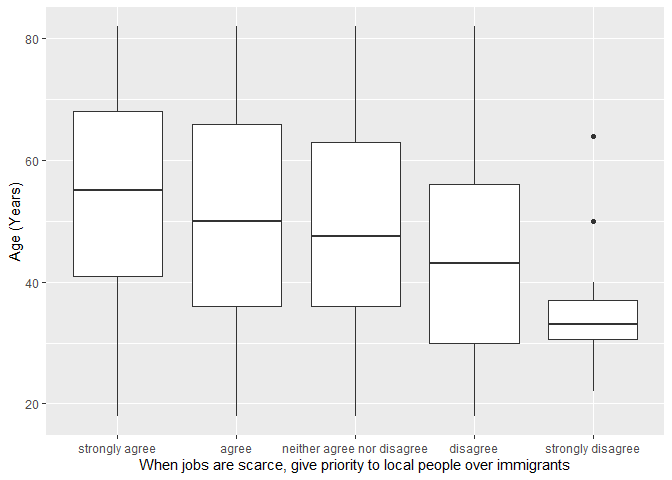 Age (Years)
80
60
40
20
strongly agree
agree
neither agree nor disagree
disagree
strongly disagree
When jobs are scarce, give priority to local people over immigrants